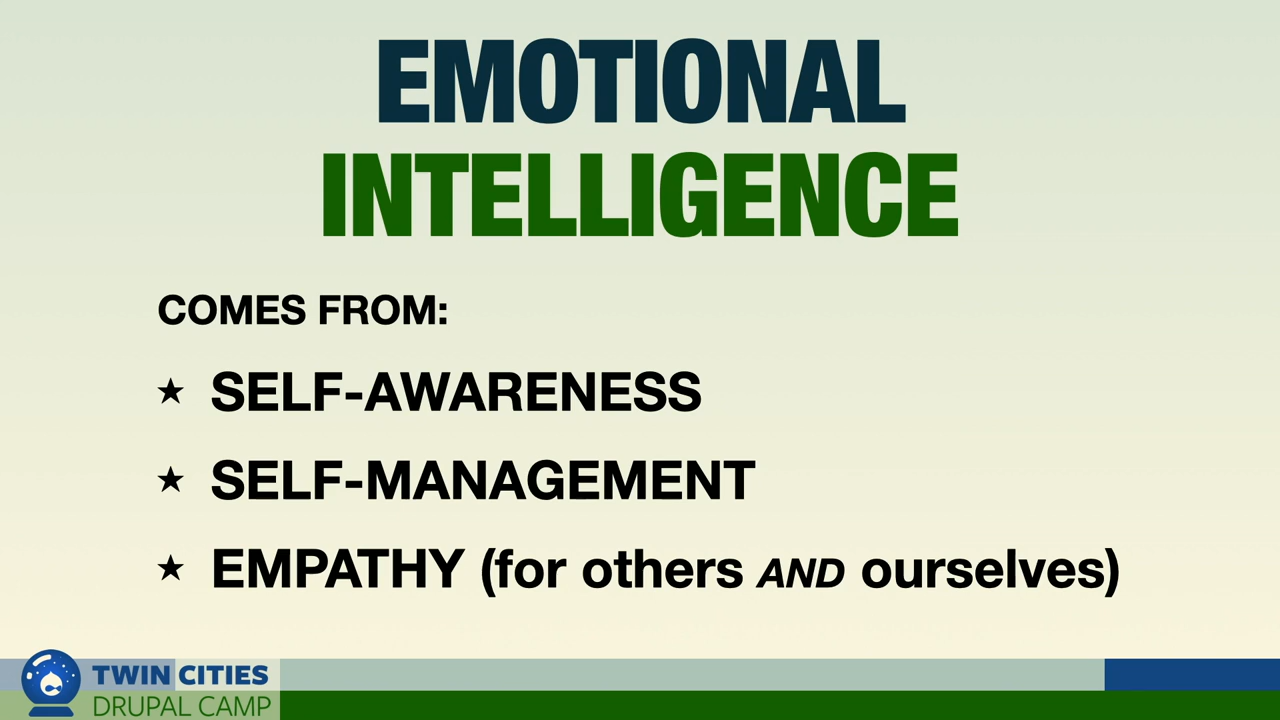 EMOTIONAL
INTELLIGENCE
COMES FROM:
★ SELF-AWARENESS
★ SELF-MANAGEMENT
★ EMPATHY (for others AND ourselves)
TWIN CITIES
DRUPAL CAMP